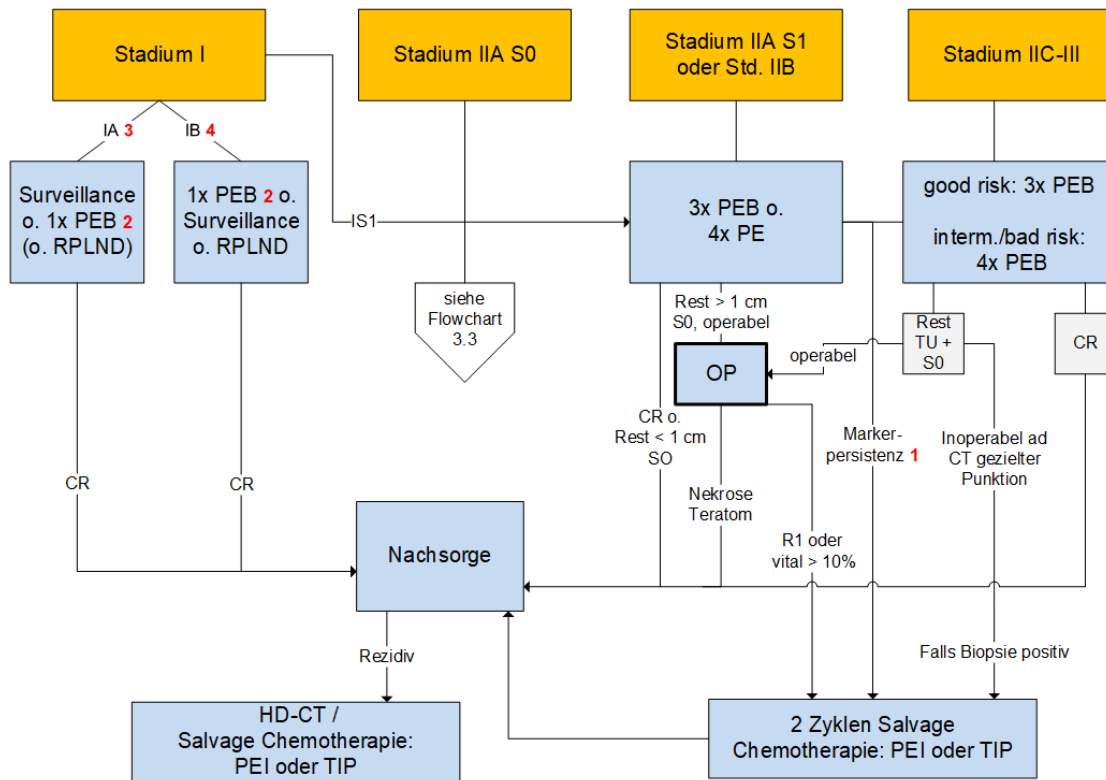 Stadium I
Stadium IIA S0
Stadium IIA S1
oder Std. IIB
Stadium IIC-III
IA 3
IB 4
Surveillance
o. 1x PEB 2
(o. RPLND)
1x PEB 2 o.
Surveillance
o. RPLND
IS1
3x PEB o.
4x PE
good risk: 3x PEB
interm./bad risk:
4x PEB
siehe
Flowchart
3.3
Rest > 1 cm
S0, operabel
operabel
Rest
TU +
S0
CR
OP
CR o.
Rest < 1 cm
SO
Marker-
persistenz 1
Inoperabel ad
CT gezielter
Punktion
CR
CR
Nekrose
Teratom
Nachsorge
R1 oder
vital > 10%
Rezidiv
Falls Biopsie positiv
HD-CT /
Salvage Chemotherapie:
PEI oder TIP
2 Zyklen Salvage
Chemotherapie: PEI oder TIP